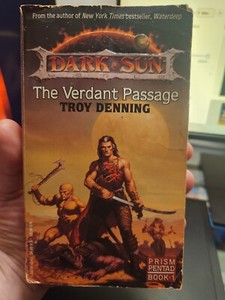 From the author of New York Times bestseller, Waterdeep
DARK SUN
The Verdant Passage
TROY DENNING
PRISM
PENTAD
BOOK 1